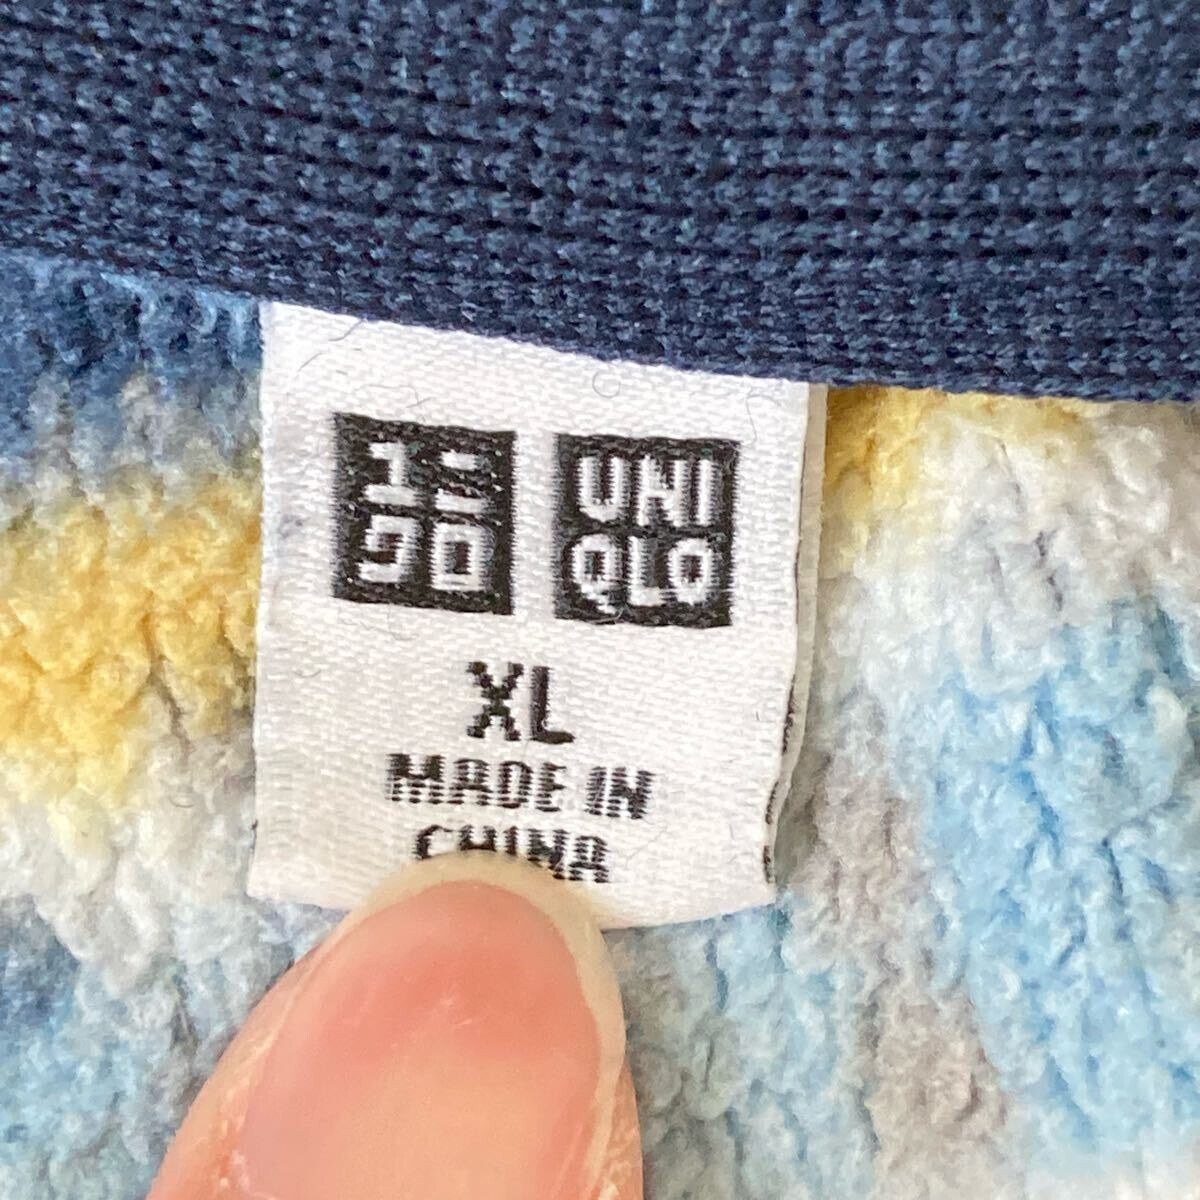 ユニ
クロ
UNI
QLO
XL
MADE IN
CHINA